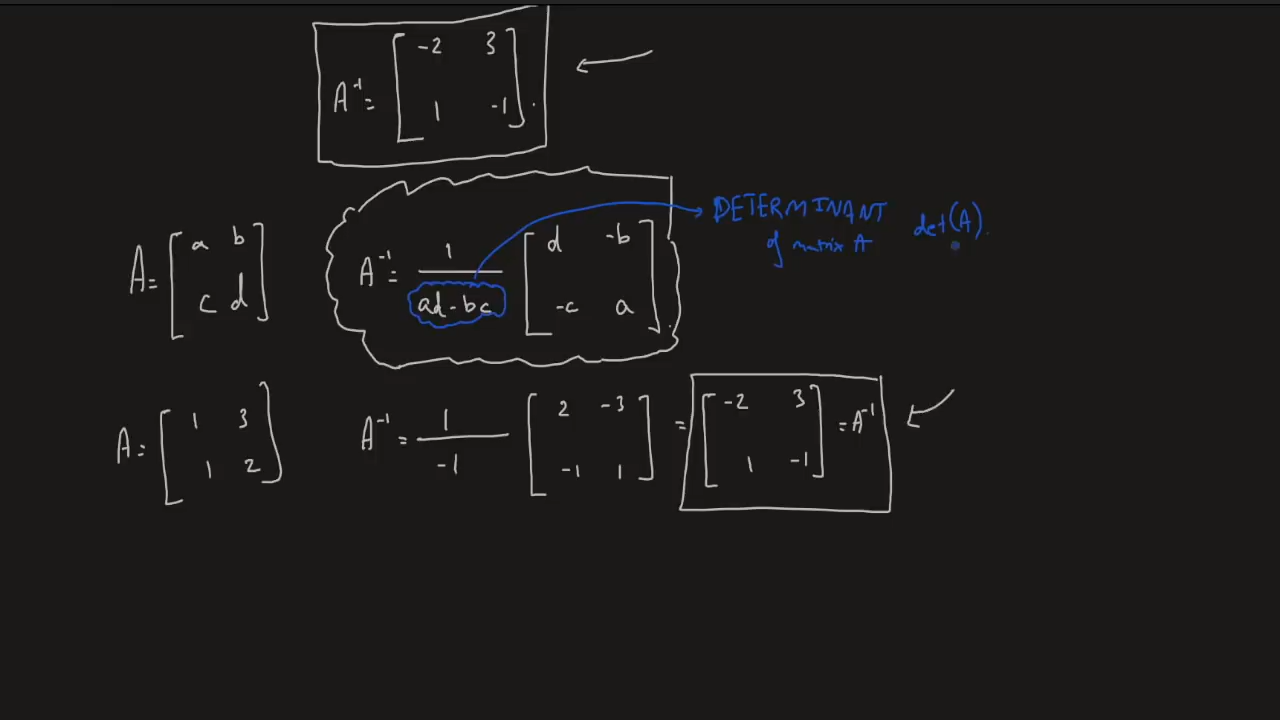 A⁻¹ = [ -2 3
1 -1 ].
A = [ a b
c d ]
A⁻¹ = 1 / (ad - bc) [ d -b
-c a ].
DETERMINANT
of matrix A
det(A).
A = [ 1 3
1 2 ]
A⁻¹ = 1 / -1 [ 2 -3
-1 1 ]
= [ -2 3
1 -1 ] = A⁻¹